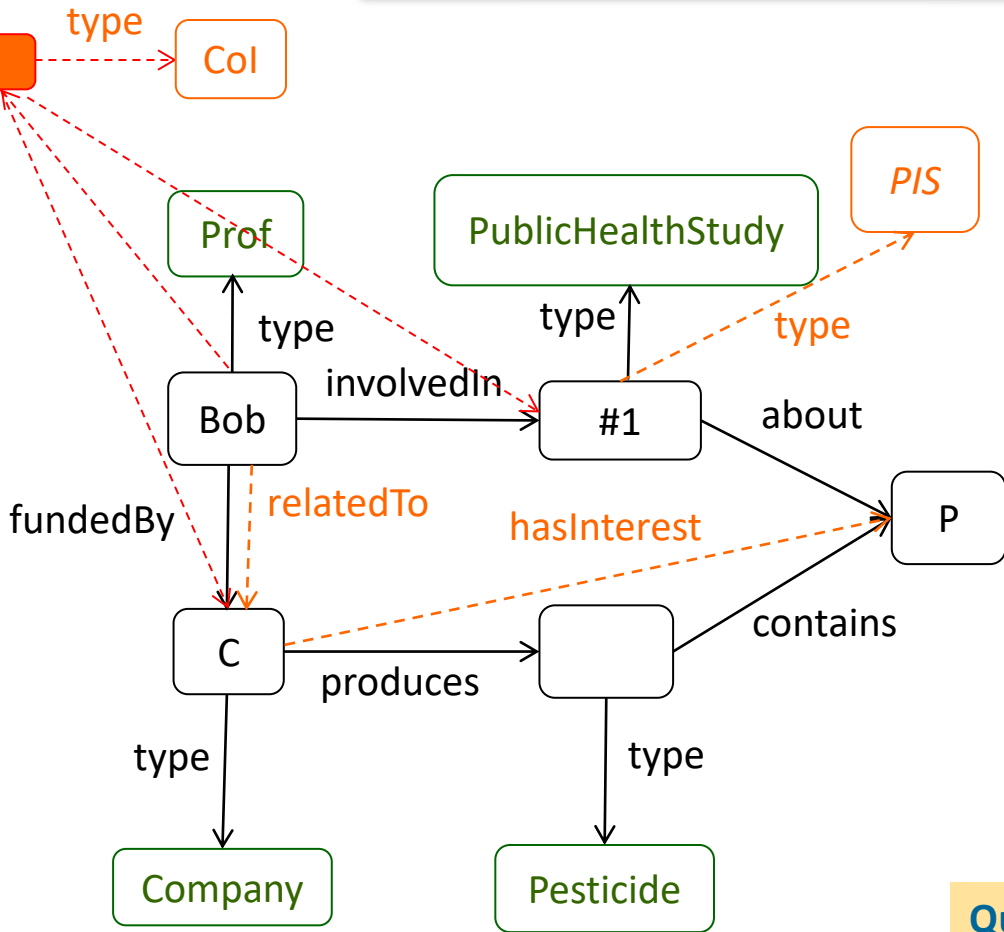 type
CoI
PIS
Prof
PublicHealthStudy
type
type
type
involvedIn
Bob
#1
about
relatedTo
fundedBy
hasInterest
P
contains
C
produces
type
type
Company
Pesticide